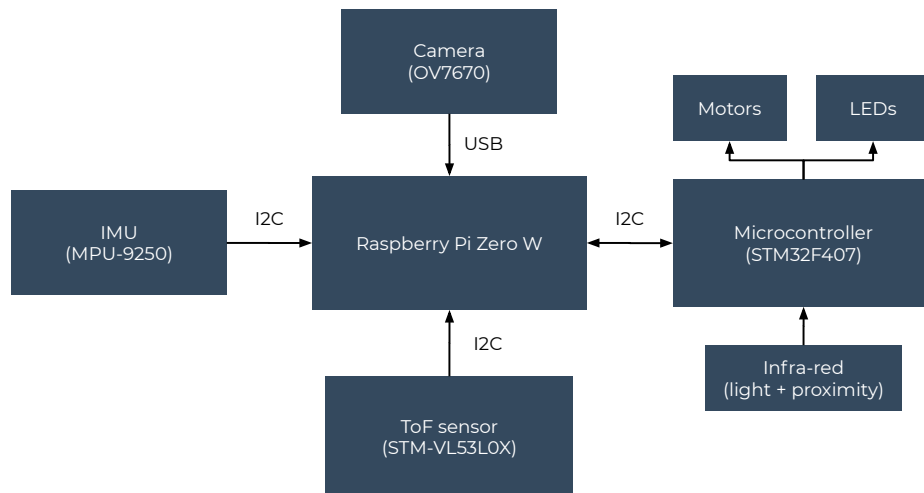 Camera
(OV7670)
Motors
LEDs
USB
IMU
(MPU-9250)
I2C
Raspberry Pi Zero W
I2C
Microcontroller
(STM32F407)
I2C
Infra-red
(light + proximity)
ToF sensor
(STM-VL53L0X)